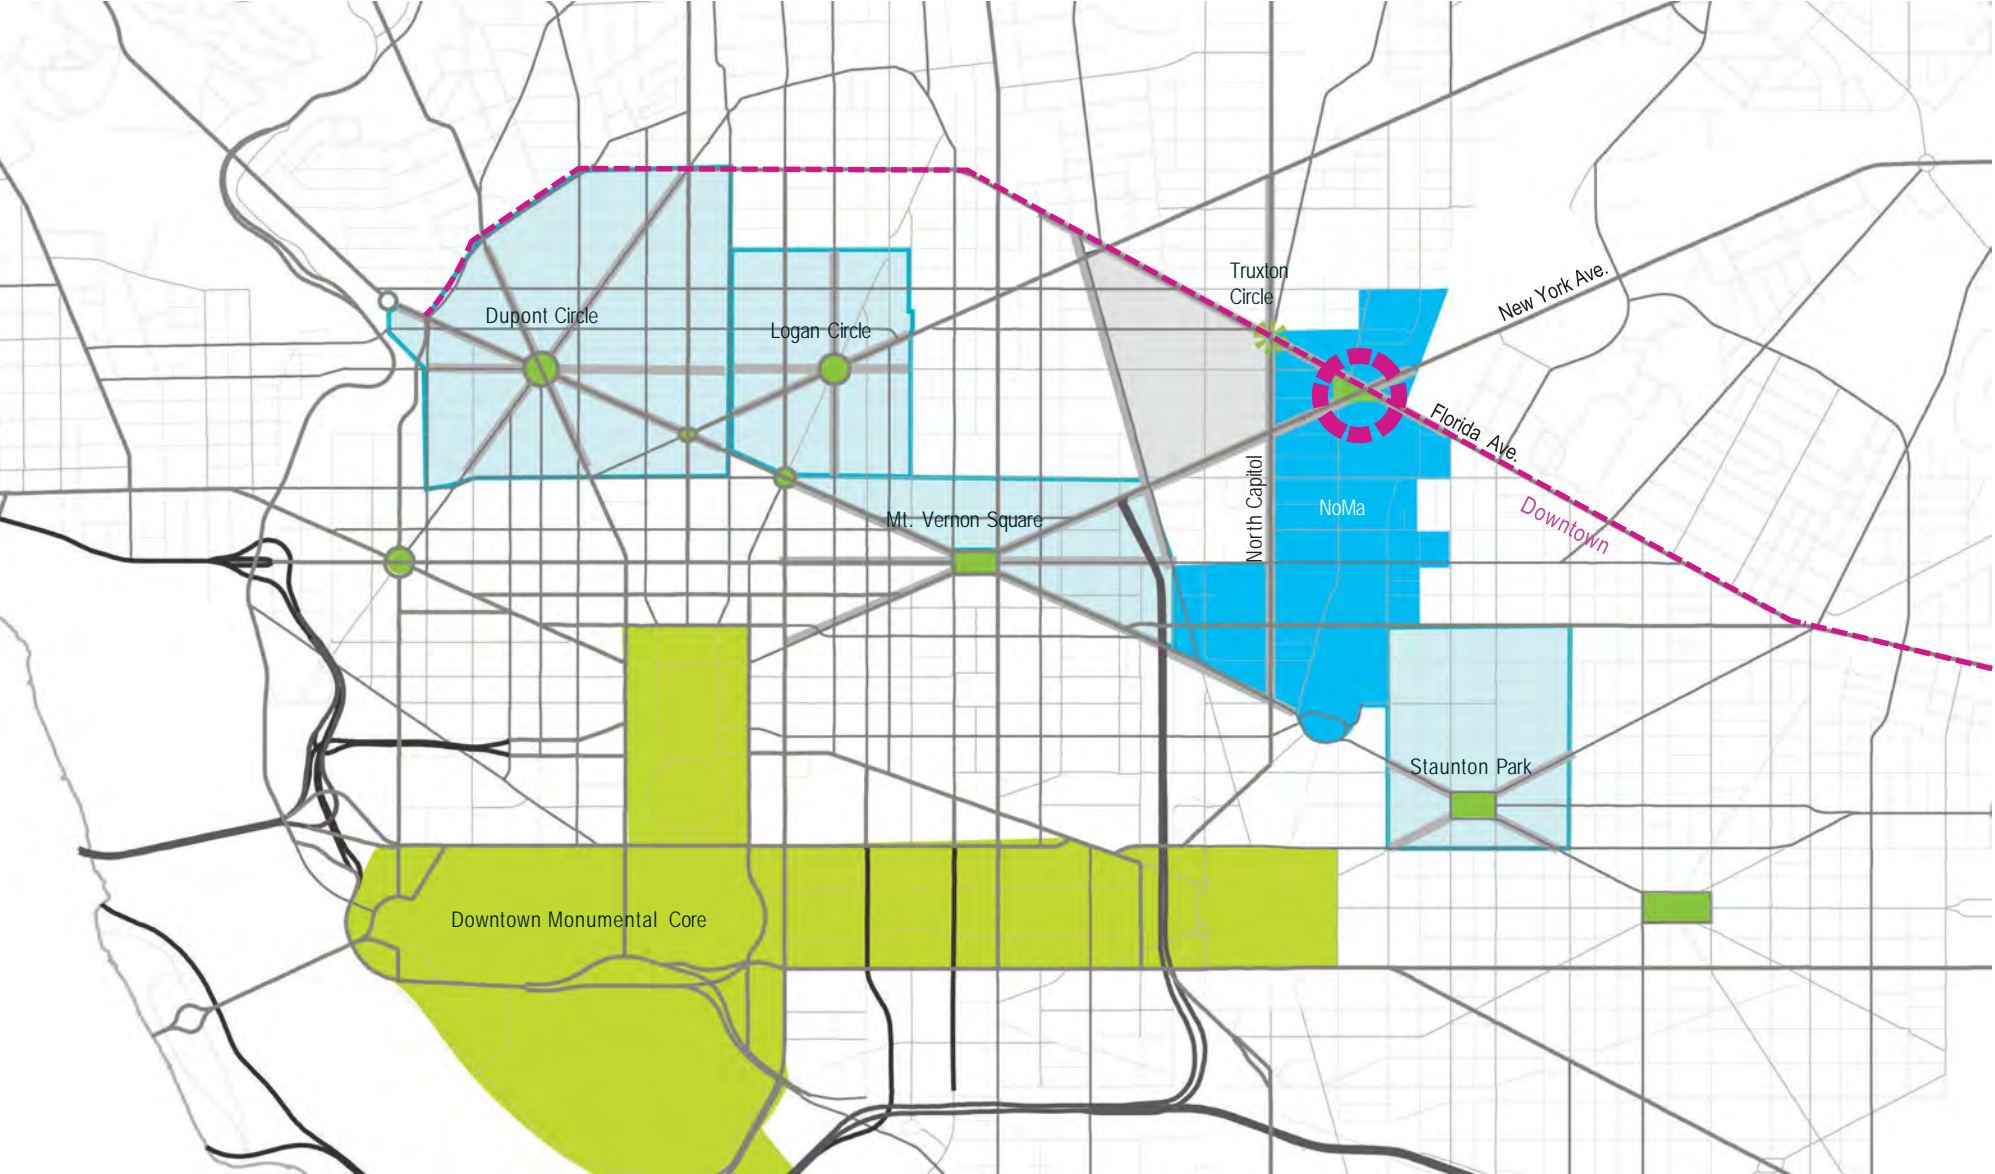 Truxton
Circle
New York Ave.
Dupont Circle
Logan Circle
Florida Ave.
North Capitol
NoMa
Downtown
Mt. Vernon Square
Staunton Park
Downtown Monumental Core